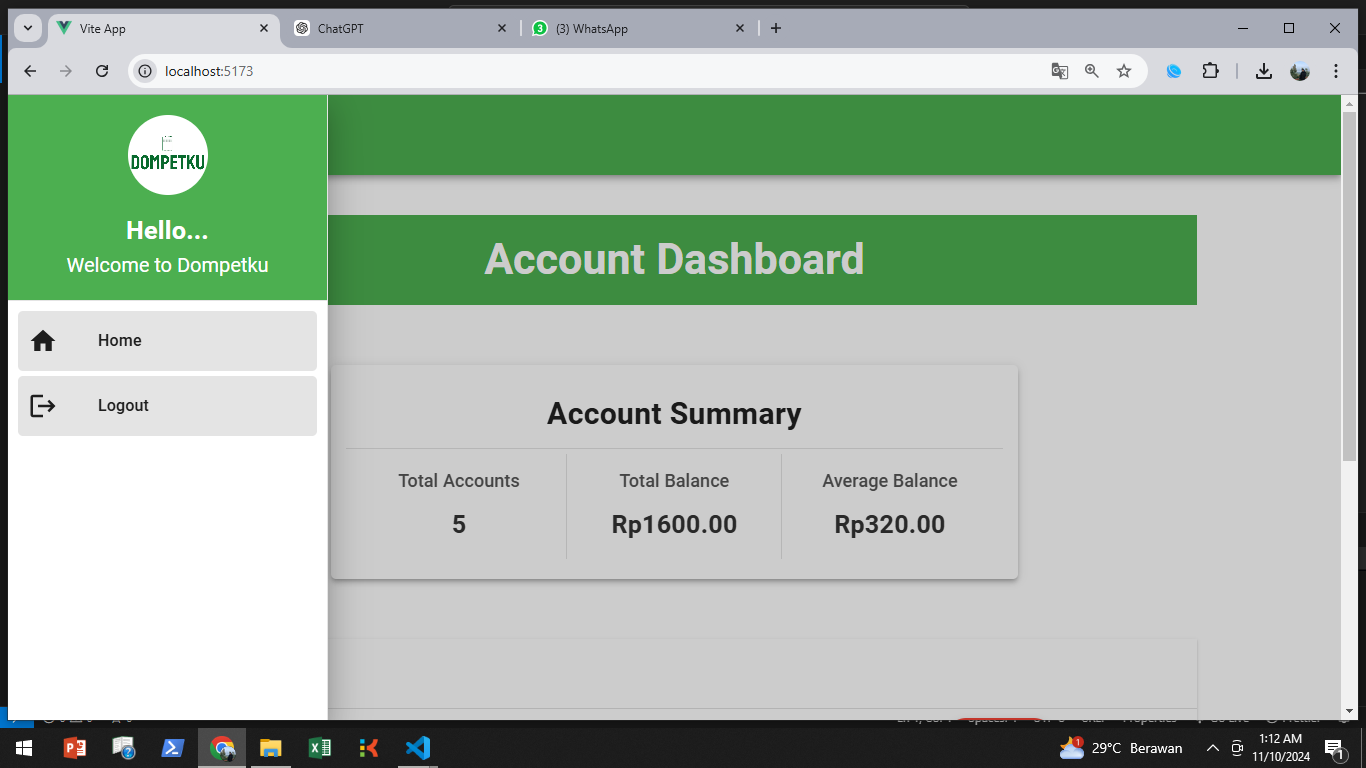 Vite App
ChatGPT
3
(3) WhatsApp
localhost:5173
DOMPETKU
Hello...
Welcome to Dompetku
Home
Logout
Account Dashboard
Account Summary
Total Accounts
Total Balance
Average Balance
5
Rp1600.00
Rp320.00
1
29°C Berawan
1:12 AM
11/10/2024
1